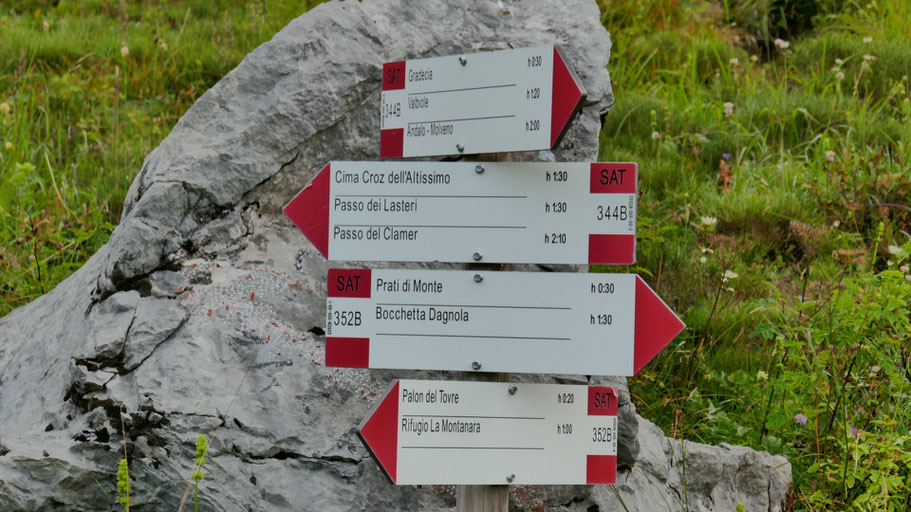 SAT Gradecia h 0:30
344B Valbiole h 1:20
Andalo - Molveno h 2:00
Cima Croz dell'Altissimo h 1:30 SAT
Passo dei Lasteri h 1:30 344B
Passo del Clamer h 2:10
SAT Prati di Monte h 0:30
352B Bocchetta Dagnola h 1:30
Palon del Tovre h 0:20 SAT
Rifugio La Montanara h 1:00 352B